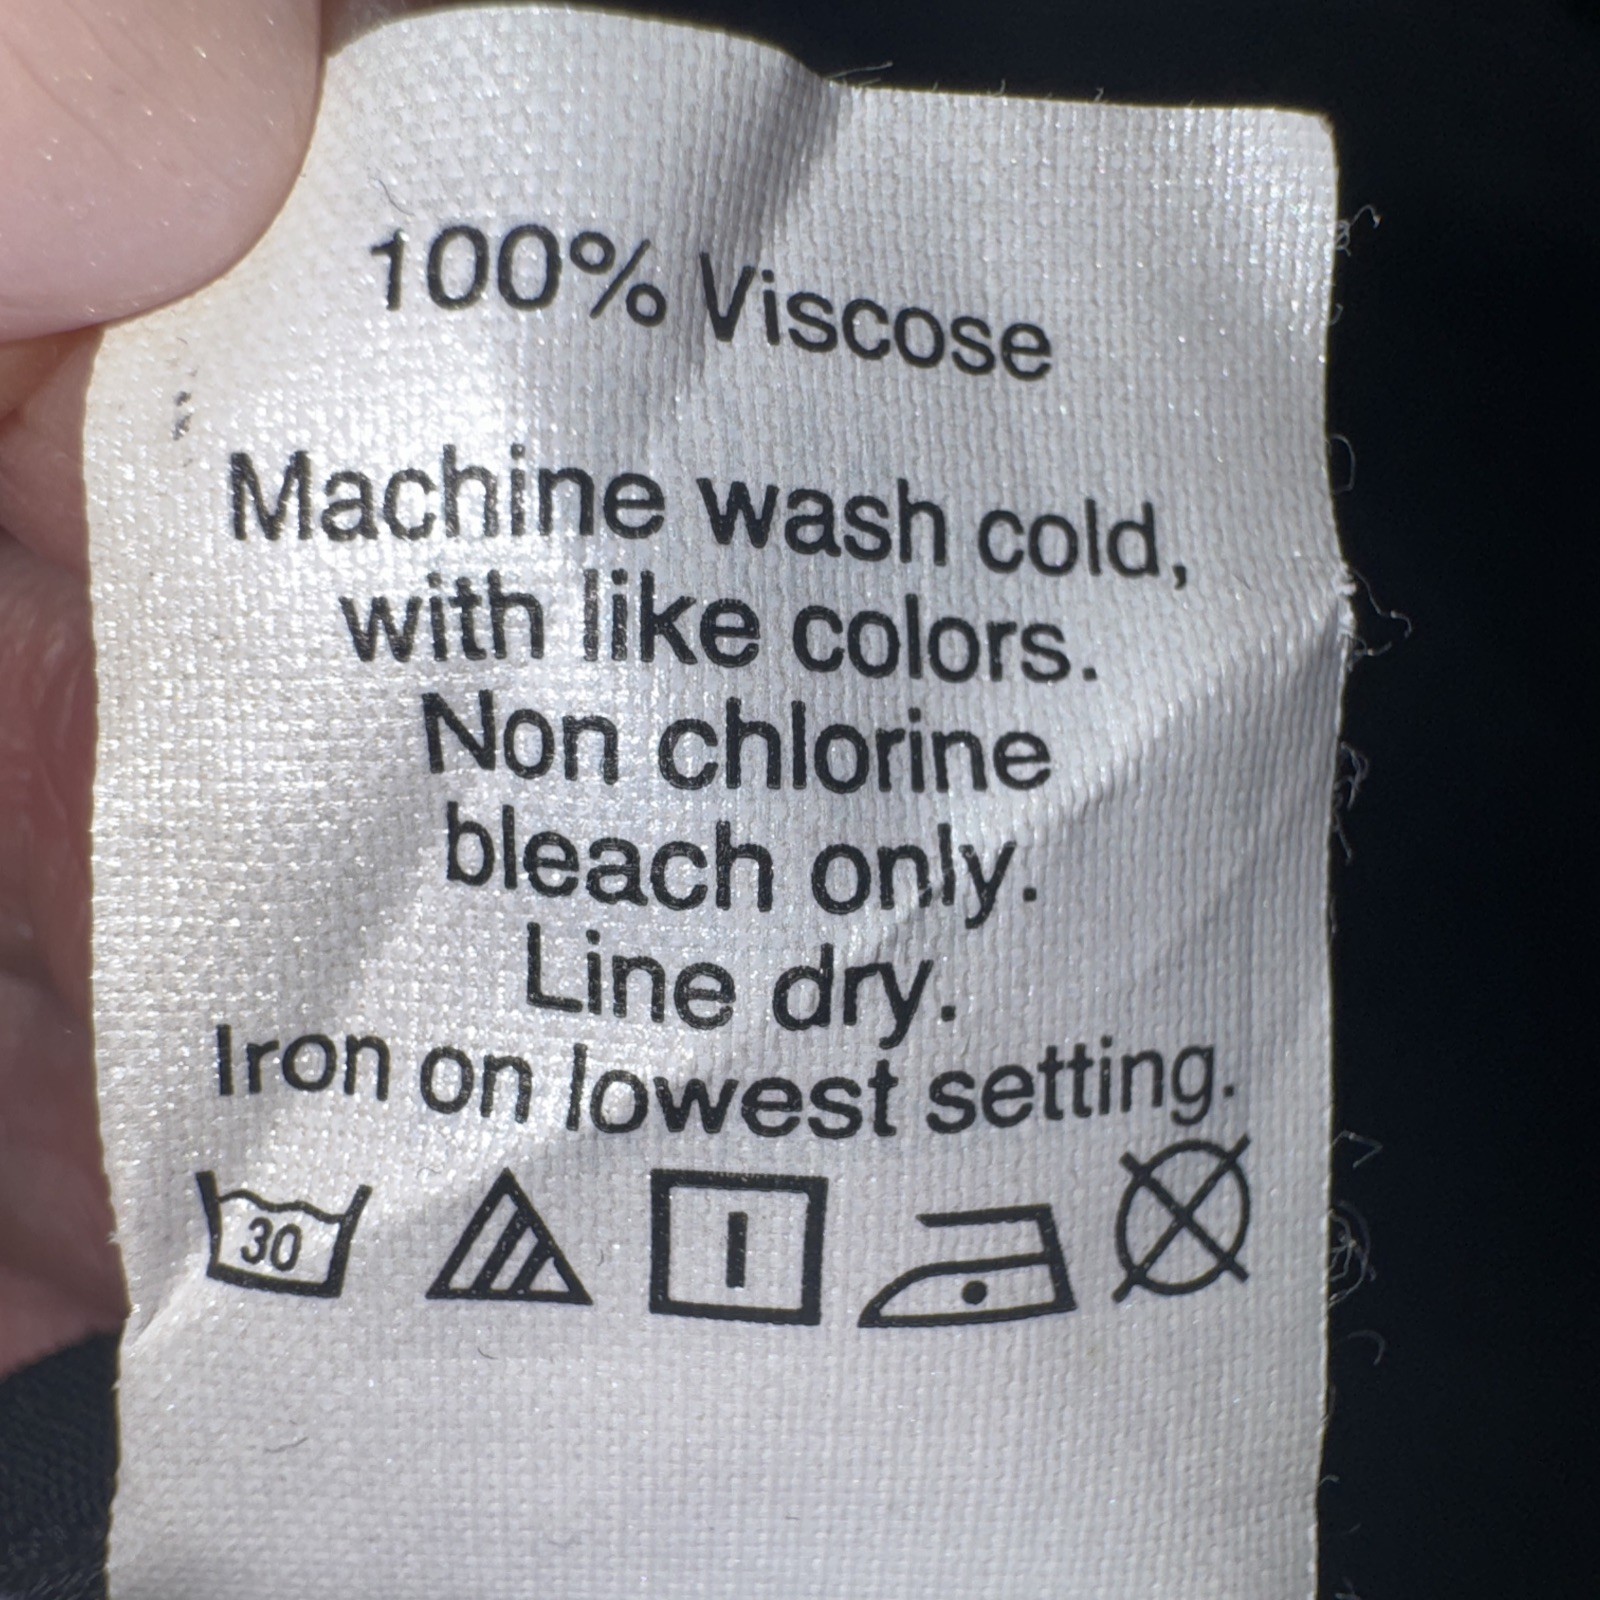 100% Viscose
Machine wash cold,
with like colors.
Non chlorine
bleach only.
Line dry.
Iron on lowest setting.
30